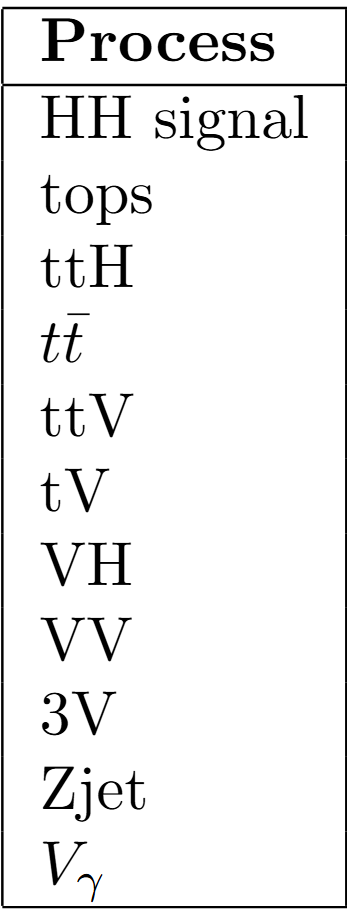 Process
HH signal
tops
ttH
tt̄
ttV
tV
VH
VV
3V
Zjet
Vᵧ